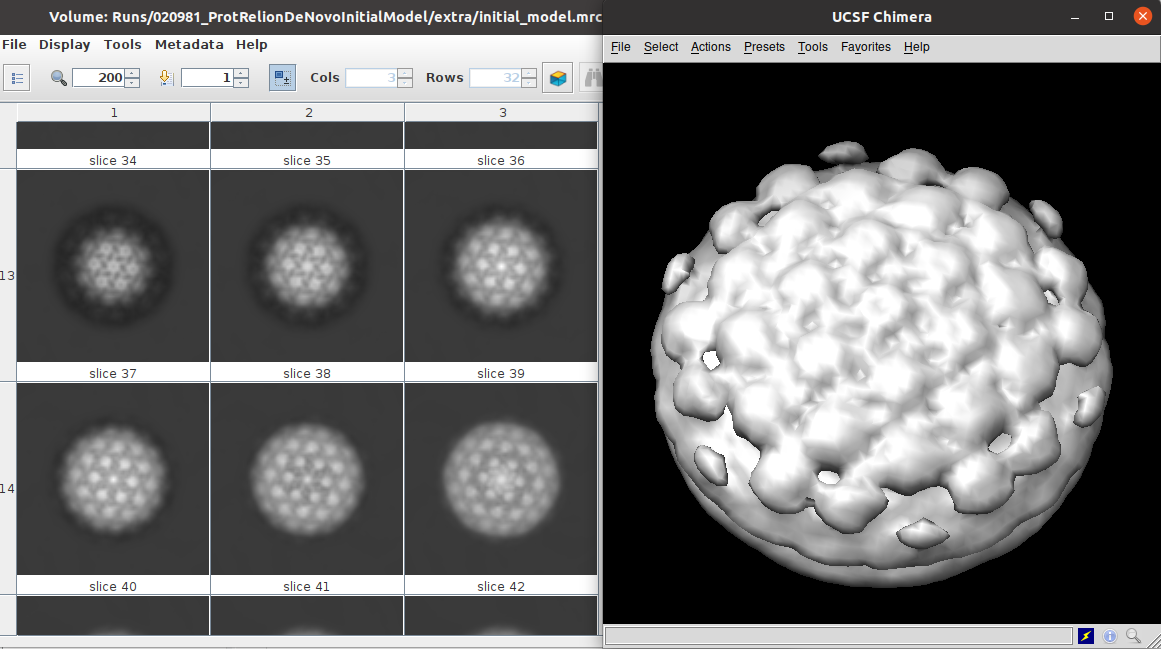 Volume: Runs/020981_ProtRelionDeNovoInitialModel/extra/initial_model.mrc
File Display Tools Metadata Help
200 1 Cols 3 Rows 32
1 2 3
slice 34 slice 35 slice 36
13
slice 37 slice 38 slice 39
14
slice 40 slice 41 slice 42
UCSF Chimera
File Select Actions Presets Tools Favorites Help